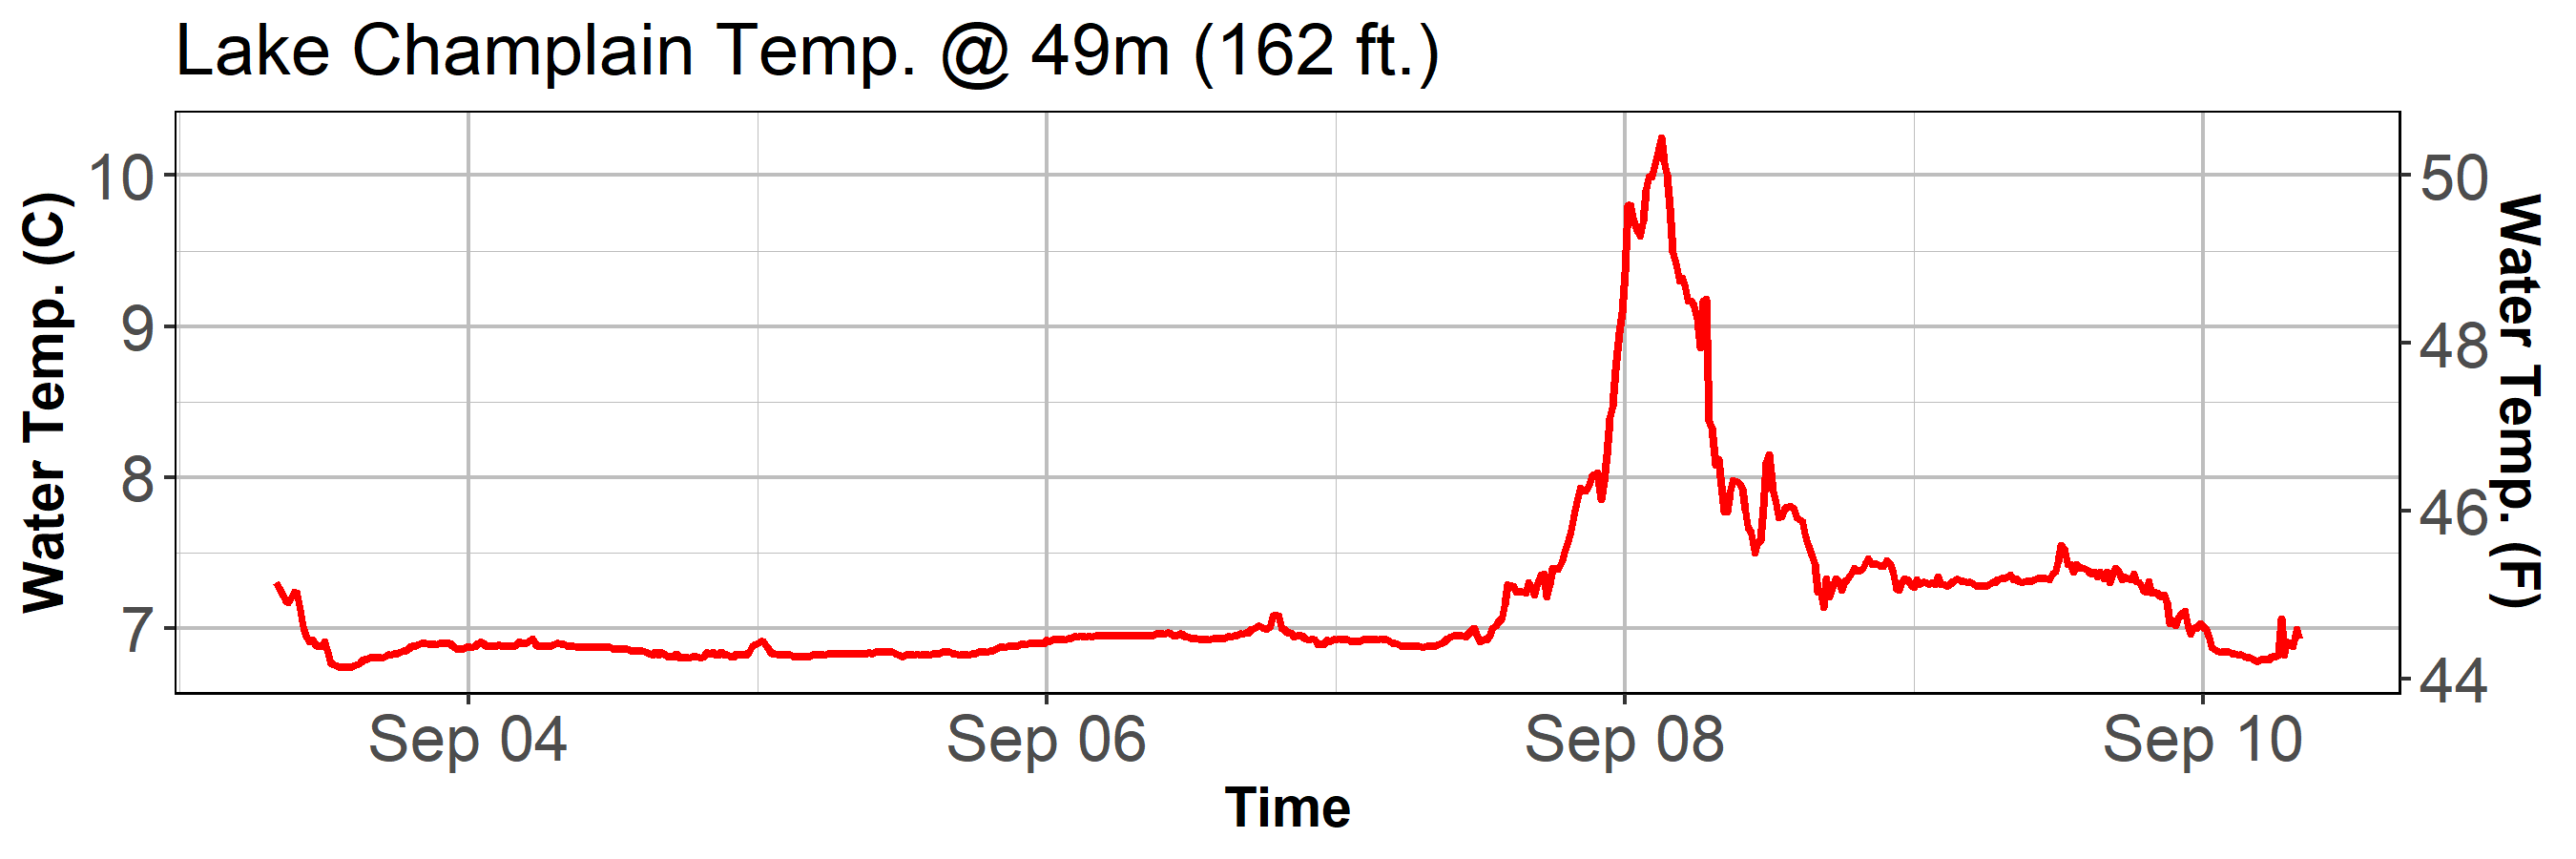 Lake Champlain Temp. @ 49m (162 ft.)
Water Temp. (C)
10
9
8
7
50
48
46
44
Water Temp. (F)
Sep 04 Sep 06 Sep 08 Sep 10
Time